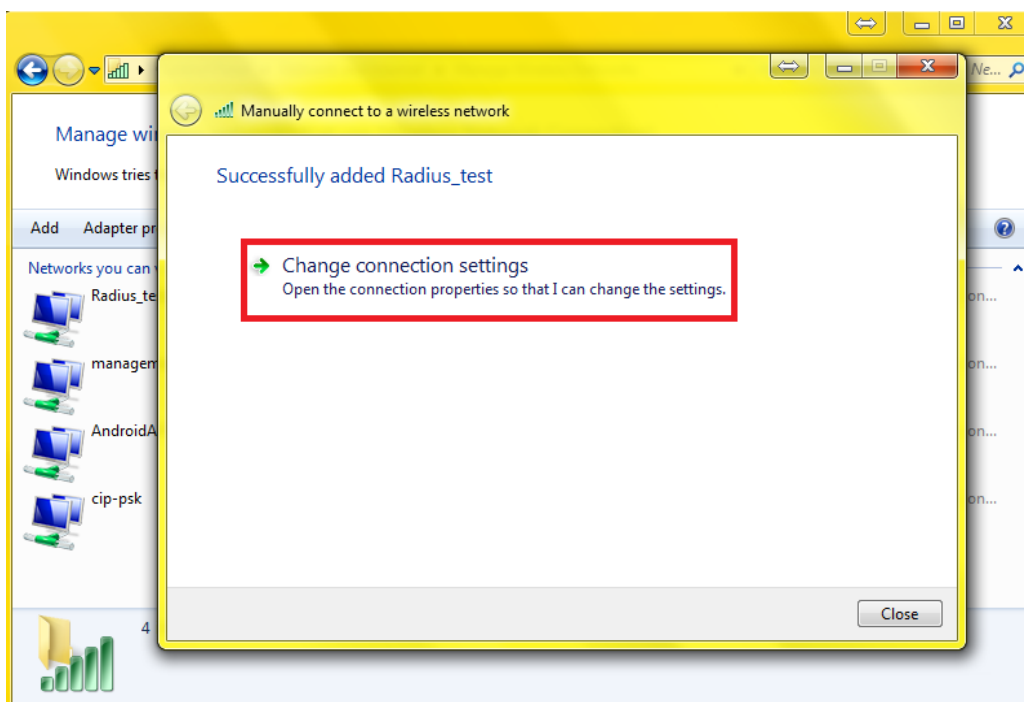 Ne...
Manually connect to a wireless network
Manage wi
Windows tries
Successfully added Radius_test
Add Adapter pr
Change connection settings
Open the connection properties so that I can change the settings.
Networks you can
Radius_te
on...
managem
on...
AndroidA
on...
cip-psk
on...
Close
4